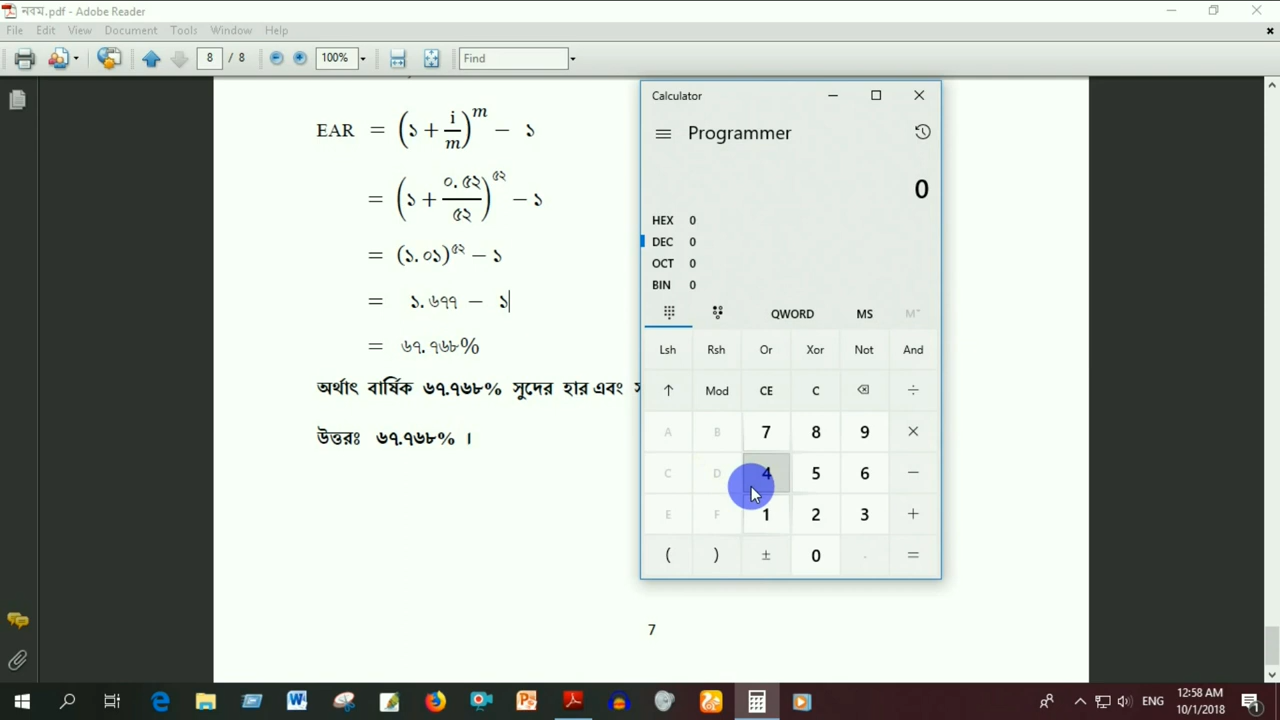 নবম.pdf - Adobe Reader
File Edit View Document Tools Window Help
8 / 8 100% Find
EAR = (১ + i/m)^m − ১
= (১ + ০.৫২/৫২)^৫২ − ১
= (১.০১)^৫২ − ১
= ১.৬৭৭ − ১
= ৬৭.৭৬৮%
অর্থাৎ বার্ষিক ৬৭.৭৬৮% সুদের হার এবং
উত্তরঃ ৬৭.৭৬৮% ।
7
Calculator
Programmer
0
HEX 0
DEC 0
OCT 0
BIN 0
QWORD MS M˅
Lsh Rsh Or Xor Not And
↑ Mod CE C ⌫ ÷
A B 7 8 9 ×
C D 4 5 6 −
E F 1 2 3 +
( ) ± 0 . =
ENG
12:58 AM
10/1/2018
1